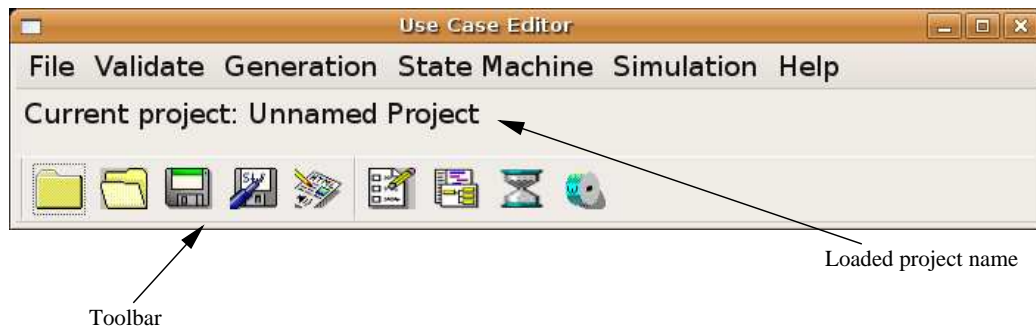 Use Case Editor
File Validate Generation State Machine Simulation Help
Current project: Unnamed Project
Loaded project name
Toolbar